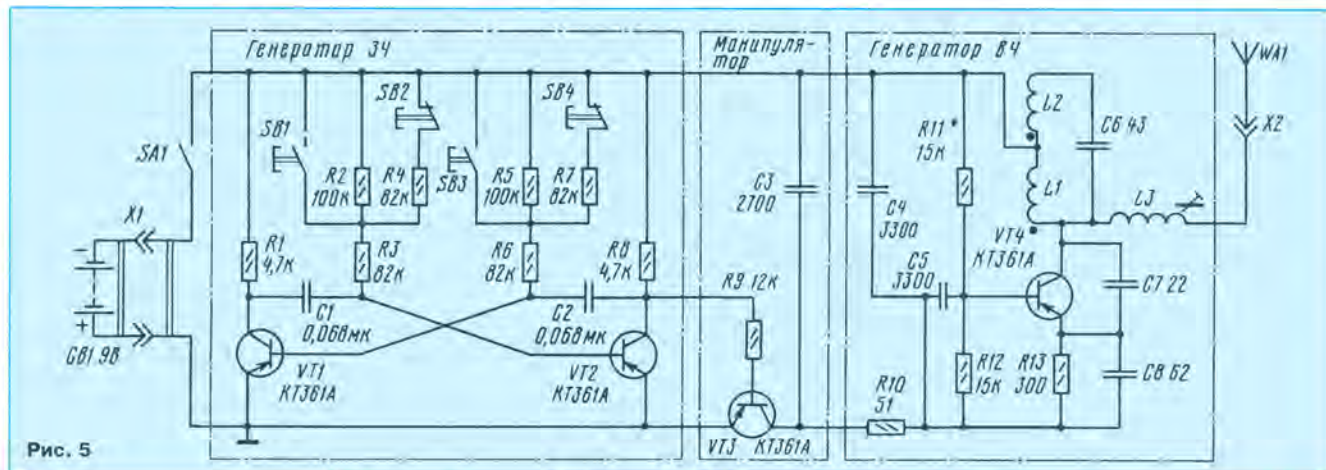 Генератор ЗЧ
Манипуля-
тор
Генератор ВЧ
WA1
X2
SA1
X1
GB1 9В
SB1
SB2
SB3
SB4
R1
4,7к
R2
100к
R4
82к
R3
82к
R5
100к
R7
82к
R6
82к
R8
4,7к
C1
0,068мк
C2
0,068мк
VT1
КТ361А
VT2
КТ361А
R9 12к
C3
2700
VT3 КТ361А
R10
51
C4
3300
C5
3300
R11*
15к
R12
15к
R13
300
L2
L1
C6 43
L3
VT4
КТ361А
C7 22
C8 62
Рис. 5